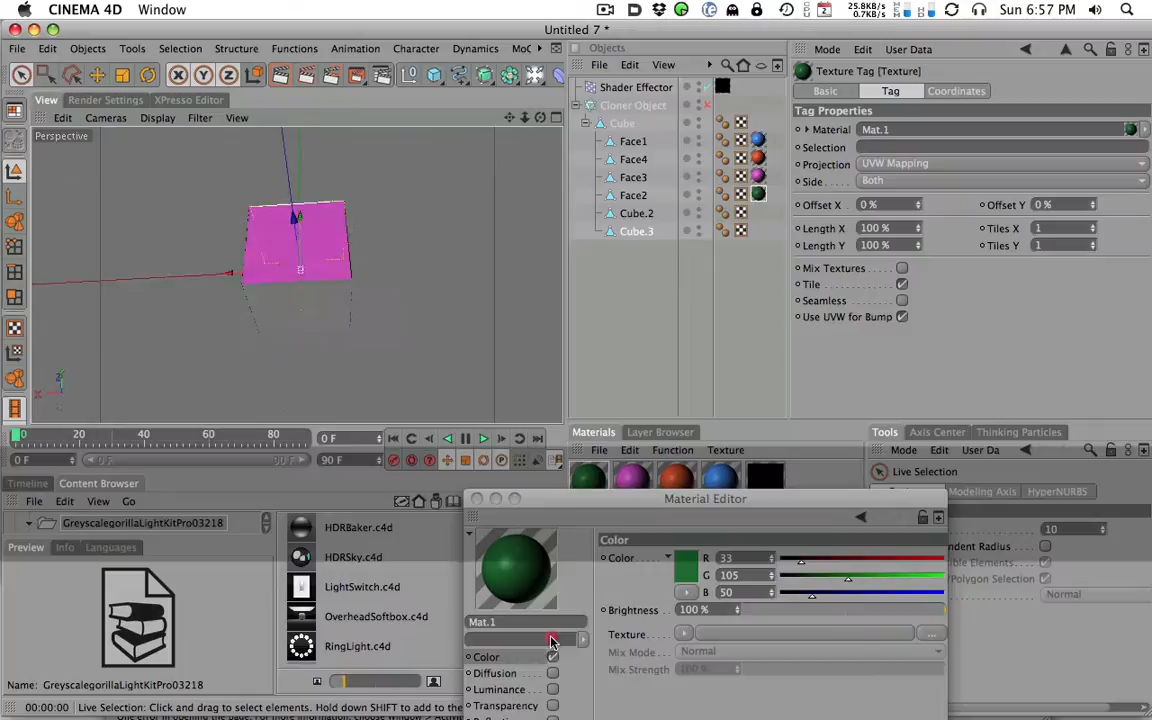 CINEMA 4D Window
25.8KB/s
0.7KB/s
Sun 6:57 PM
Untitled 7 *
File Edit Objects Tools Selection Structure Functions Animation Character Dynamics MoC
View Render Settings XPresso Editor
View Cameras Display Filter View
Perspective
0 20 40 60 80
0 F
0 F
0 F
90 F
90 F
Timeline Content Browser
File Edit View Go
GreyscalegorillaLightKitPro03218
Preview Info Languages
Name: GreyscalegorillaLightKitPro03218
HDRBaker.c4d
HDRSky.c4d
LightSwitch.c4d
OverheadSoftbox.c4d
RingLight.c4d
00:00:00 Live Selection: Click and drag to select elements. Hold down SHIFT to add to the
Objects
File Edit View
Shader Effector
Cloner Object
Cube
Face1
Face4
Face3
Face2
Cube.2
Cube.3
Materials Layer Browser
File Edit Function Texture
Mode Edit User Data
Texture Tag [Texture]
Basic Tag Coordinates
Tag Properties
Material Mat.1
Selection
Projection UVW Mapping
Side Both
Offset X 0 % Offset Y 0 %
Length X 100 % Tiles X 1
Length Y 100 % Tiles Y 1
Mix Textures
Tile
Seamless
Use UVW for Bump
Tools Axis Center Thinking Particles
Mode Edit User Da
Live Selection
Modeling Axis HyperNURBS
10
ndent Radius
Normal
Material Editor
Mat.1
Color
Diffusion
Luminance
Transparency
Color
Color R 33
G 105
B 50
Brightness 100 %
Texture ...
Mix Mode Normal
Mix Strength 100 %